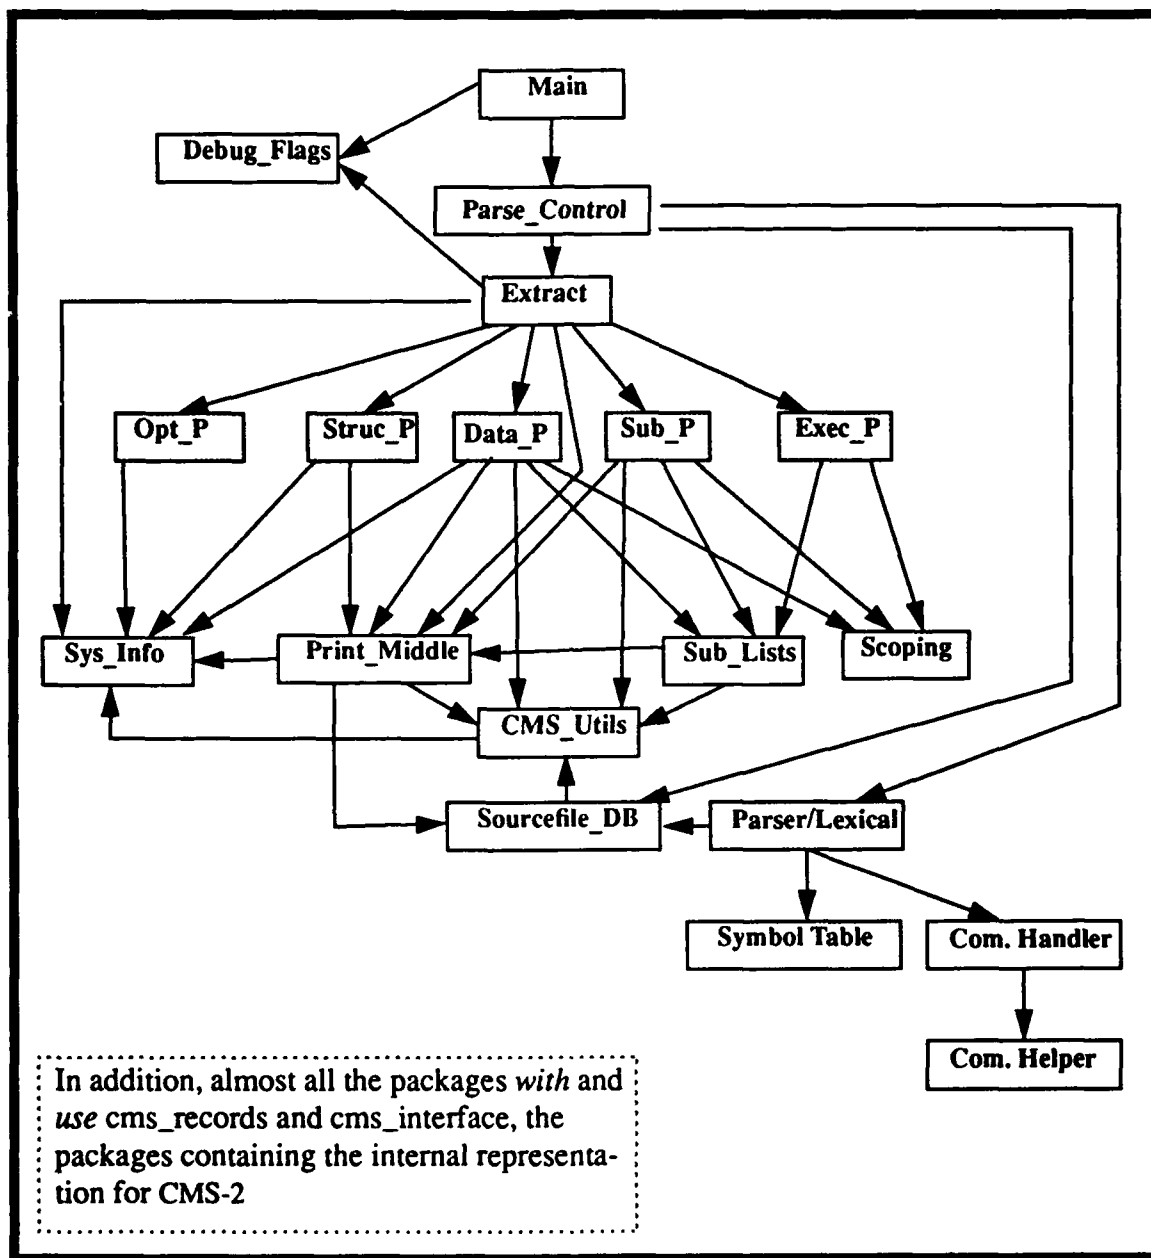 Main
Debug_Flags
Parse_Control
Extract
Opt_P
Struc_P
Data_P
Sub_P
Exec_P
Sys_Info
Print_Middle
Sub_Lists
Scoping
CMS_Utils
Sourcefile_DB
Parser/Lexical
Symbol Table
Com. Handler
Com. Helper
In addition, almost all the packages with and
use cms_records and cms_interface, the
packages containing the internal representa-
tion for CMS-2